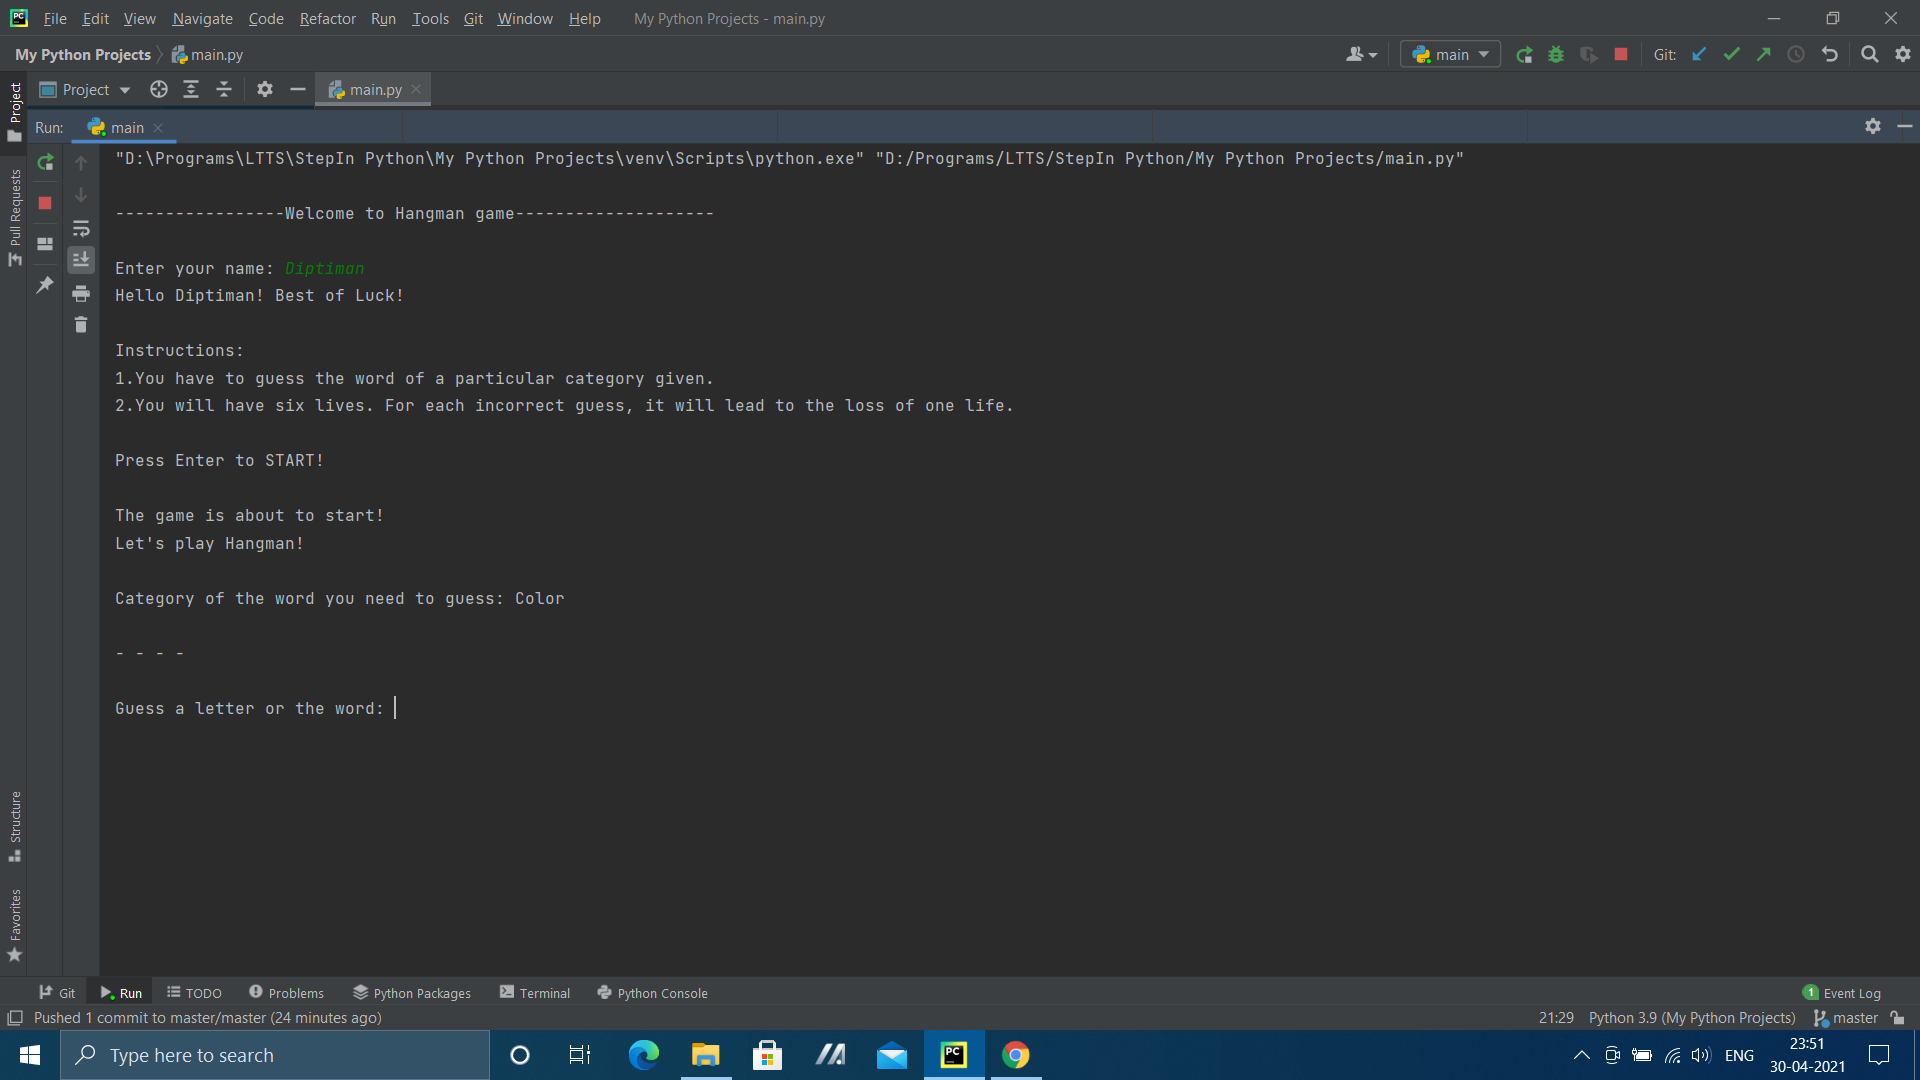 PC File Edit View Navigate Code Refactor Run Tools Git Window Help My Python Projects - main.py
My Python Projects main.py main Git:
Project main.py
Run: main
Project
Pull Requests
Structure
Favorites
"D:\Programs\LTTS\StepIn Python\My Python Projects\venv\Scripts\python.exe" "D:/Programs/LTTS/StepIn Python/My Python Projects/main.py"
-----------------Welcome to Hangman game--------------------
Enter your name: Diptiman
Hello Diptiman! Best of Luck!
Instructions:
1.You have to guess the word of a particular category given.
2.You will have six lives. For each incorrect guess, it will lead to the loss of one life.
Press Enter to START!
The game is about to start!
Let's play Hangman!
Category of the word you need to guess: Color
- - - -
Guess a letter or the word:
Git Run TODO Problems Python Packages Terminal Python Console 1 Event Log
Pushed 1 commit to master/master (24 minutes ago) 21:29 Python 3.9 (My Python Projects) master
Type here to search PC ENG 23:51
30-04-2021